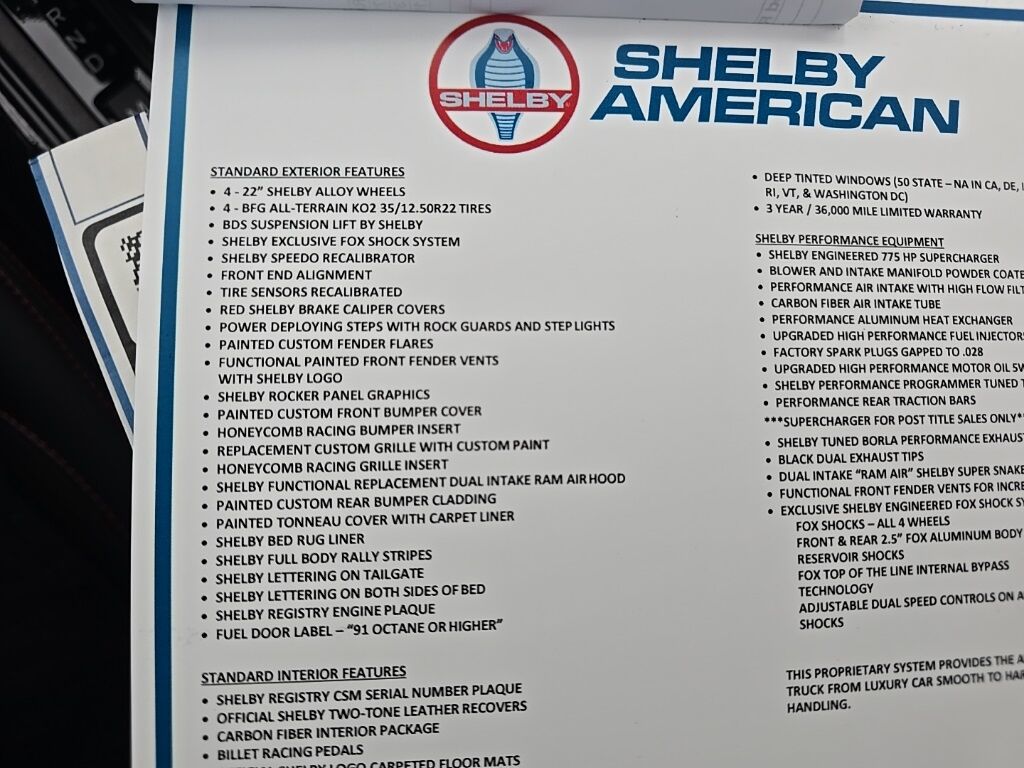 R
N
D
SHELBY
SHELBY
AMERICAN
STANDARD EXTERIOR FEATURES
• 4 - 22" SHELBY ALLOY WHEELS
• 4 - BFG ALL-TERRAIN KO2 35/12.50R22 TIRES
• BDS SUSPENSION LIFT BY SHELBY
• SHELBY EXCLUSIVE FOX SHOCK SYSTEM
• SHELBY SPEEDO RECALIBRATOR
• FRONT END ALIGNMENT
• TIRE SENSORS RECALIBRATED
• RED SHELBY BRAKE CALIPER COVERS
• POWER DEPLOYING STEPS WITH ROCK GUARDS AND STEP LIGHTS
• PAINTED CUSTOM FENDER FLARES
• FUNCTIONAL PAINTED FRONT FENDER VENTS
WITH SHELBY LOGO
• SHELBY ROCKER PANEL GRAPHICS
• PAINTED CUSTOM FRONT BUMPER COVER
• HONEYCOMB RACING BUMPER INSERT
• REPLACEMENT CUSTOM GRILLE WITH CUSTOM PAINT
• HONEYCOMB RACING GRILLE INSERT
• SHELBY FUNCTIONAL REPLACEMENT DUAL INTAKE RAM AIR HOOD
• PAINTED CUSTOM REAR BUMPER CLADDING
• PAINTED TONNEAU COVER WITH CARPET LINER
• SHELBY BED RUG LINER
• SHELBY FULL BODY RALLY STRIPES
• SHELBY LETTERING ON TAILGATE
• SHELBY LETTERING ON BOTH SIDES OF BED
• SHELBY REGISTRY ENGINE PLAQUE
• FUEL DOOR LABEL – "91 OCTANE OR HIGHER"
STANDARD INTERIOR FEATURES
• SHELBY REGISTRY CSM SERIAL NUMBER PLAQUE
• OFFICIAL SHELBY TWO-TONE LEATHER RECOVERS
• CARBON FIBER INTERIOR PACKAGE
• BILLET RACING PEDALS
SHELBY LOGO CARPETED FLOOR MATS
• DEEP TINTED WINDOWS (50 STATE – NA IN CA, DE,
RI, VT, & WASHINGTON DC)
• 3 YEAR / 36,000 MILE LIMITED WARRANTY
SHELBY PERFORMANCE EQUIPMENT
• SHELBY ENGINEERED 775 HP SUPERCHARGER
• BLOWER AND INTAKE MANIFOLD POWDER COATE
• PERFORMANCE AIR INTAKE WITH HIGH FLOW FILT
• CARBON FIBER AIR INTAKE TUBE
• PERFORMANCE ALUMINUM HEAT EXCHANGER
• UPGRADED HIGH PERFORMANCE FUEL INJECTORS
• FACTORY SPARK PLUGS GAPPED TO .028
• UPGRADED HIGH PERFORMANCE MOTOR OIL 5W
• SHELBY PERFORMANCE PROGRAMMER TUNED T
• PERFORMANCE REAR TRACTION BARS
***SUPERCHARGER FOR POST TITLE SALES ONLY*
• SHELBY TUNED BORLA PERFORMANCE EXHAUST
• BLACK DUAL EXHAUST TIPS
• DUAL INTAKE "RAM AIR" SHELBY SUPER SNAKE
• FUNCTIONAL FRONT FENDER VENTS FOR INCRE
• EXCLUSIVE SHELBY ENGINEERED FOX SHOCK SY
FOX SHOCKS – ALL 4 WHEELS
FRONT & REAR 2.5" FOX ALUMINUM BODY
RESERVOIR SHOCKS
FOX TOP OF THE LINE INTERNAL BYPASS
TECHNOLOGY
ADJUSTABLE DUAL SPEED CONTROLS ON A
SHOCKS
THIS PROPRIETARY SYSTEM PROVIDES THE A
TRUCK FROM LUXURY CAR SMOOTH TO HAR
HANDLING.